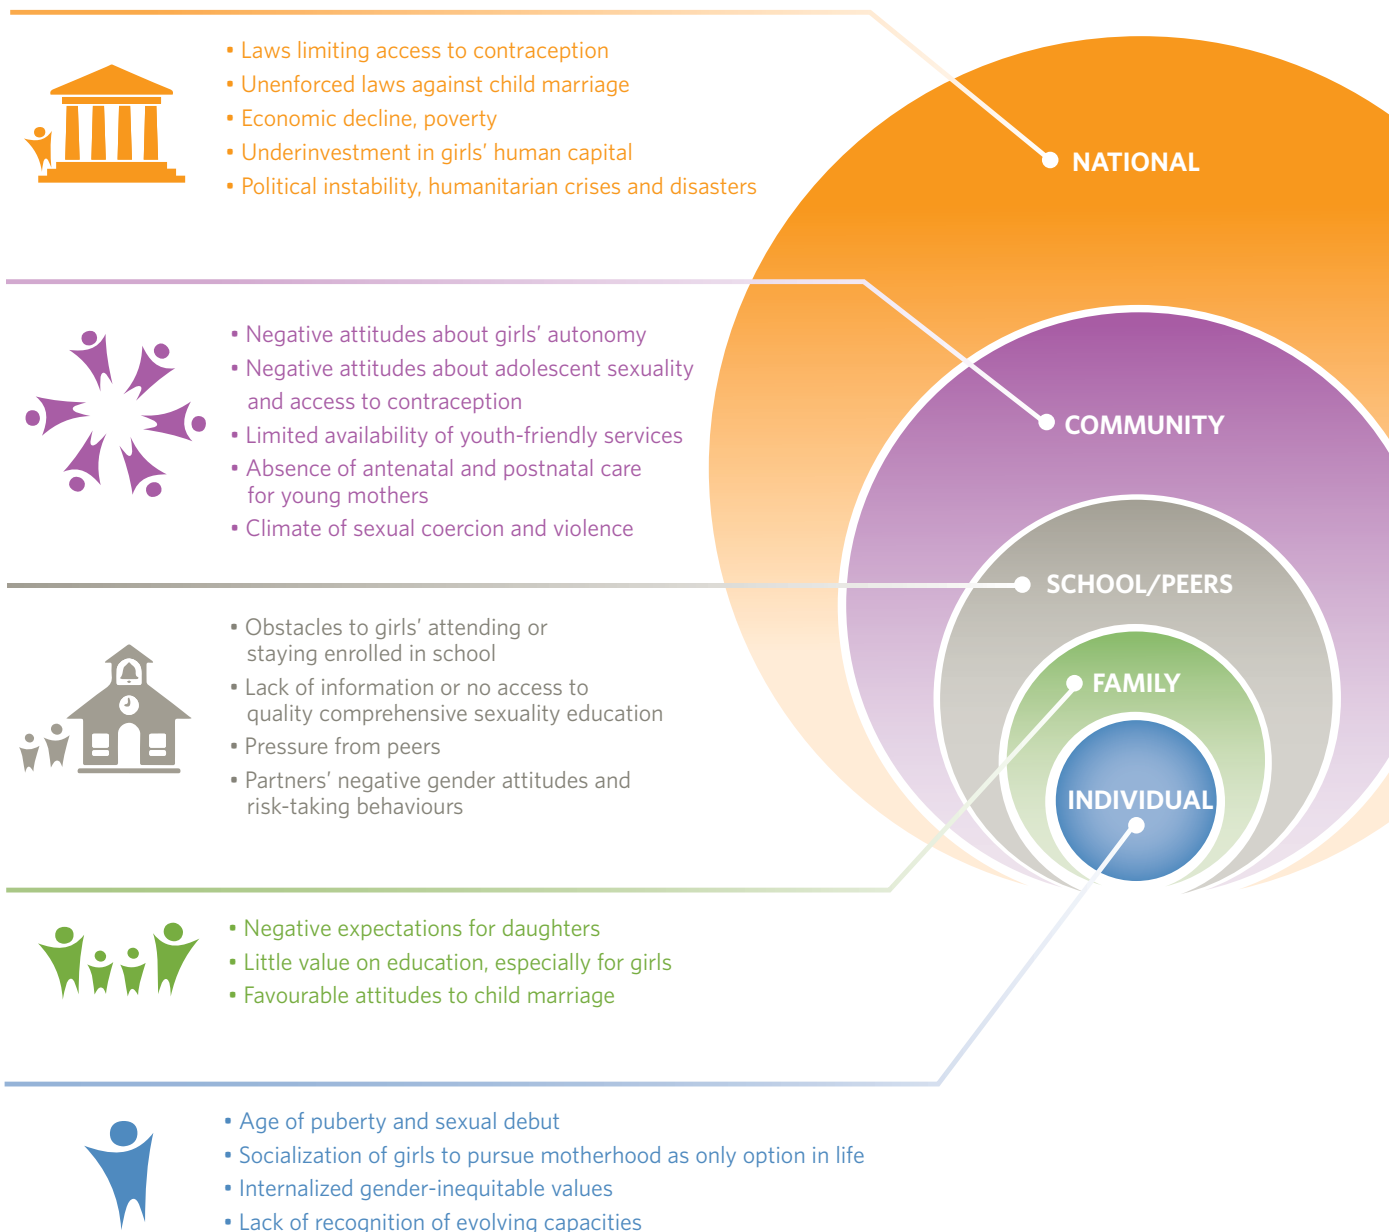 • Laws limiting access to contraception
• Unenforced laws against child marriage
• Economic decline, poverty
• Underinvestment in girls' human capital
• Political instability, humanitarian crises and disasters
NATIONAL
• Negative attitudes about girls' autonomy
• Negative attitudes about adolescent sexuality
and access to contraception
• Limited availability of youth-friendly services
• Absence of antenatal and postnatal care
for young mothers
• Climate of sexual coercion and violence
COMMUNITY
SCHOOL/PEERS
• Obstacles to girls' attending or
staying enrolled in school
• Lack of information or no access to
quality comprehensive sexuality education
• Pressure from peers
• Partners' negative gender attitudes and
risk-taking behaviours
FAMILY
INDIVIDUAL
• Negative expectations for daughters
• Little value on education, especially for girls
• Favourable attitudes to child marriage
• Age of puberty and sexual debut
• Socialization of girls to pursue motherhood as only option in life
• Internalized gender-inequitable values
• Lack of recognition of evolving capacities